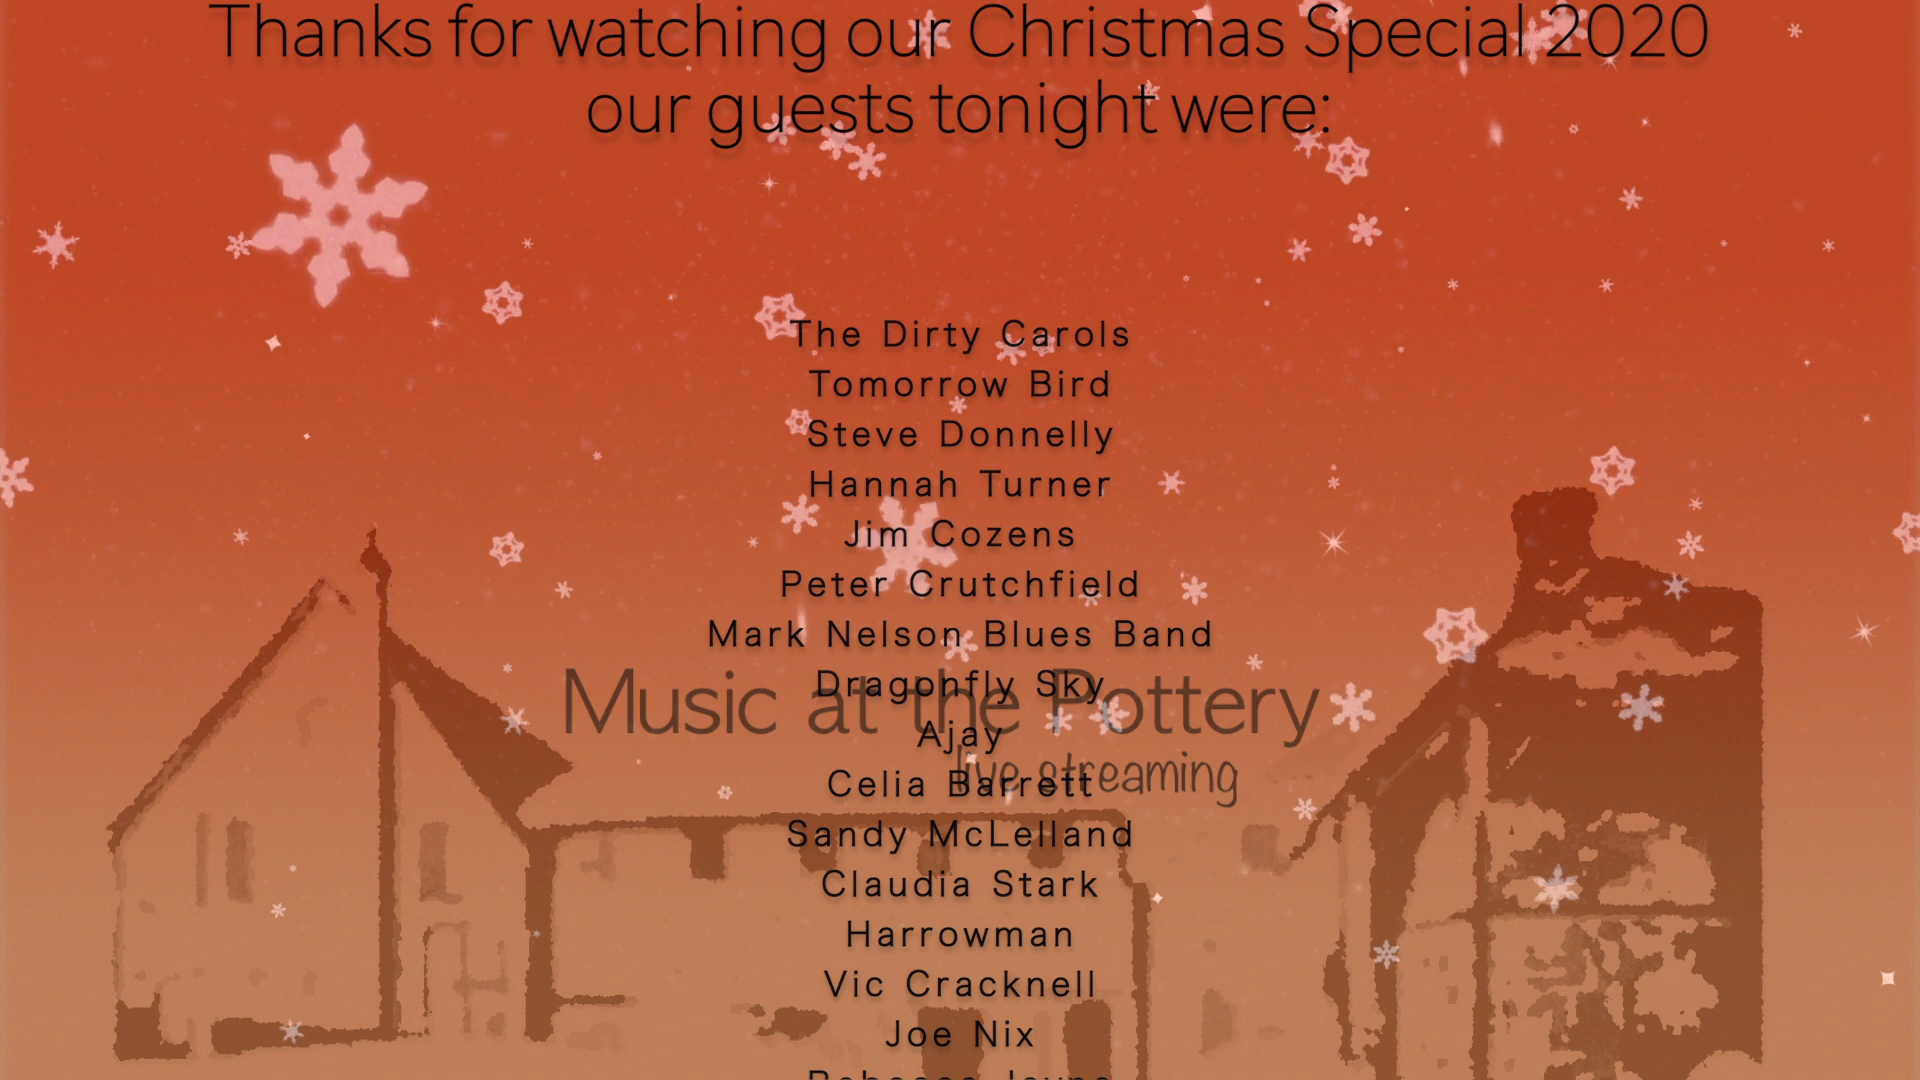 Thanks for watching our Christmas Special 2020
our guests tonight were:
The Dirty Carols
Tomorrow Bird
Steve Donnelly
Hannah Turner
Jim Cozens
Peter Crutchfield
Mark Nelson Blues Band
Dragonfly Sky
Music at the Pottery
Ajay
live streaming
Celia Barrett
Sandy McLelland
Claudia Stark
Harrowman
Vic Cracknell
Joe Nix